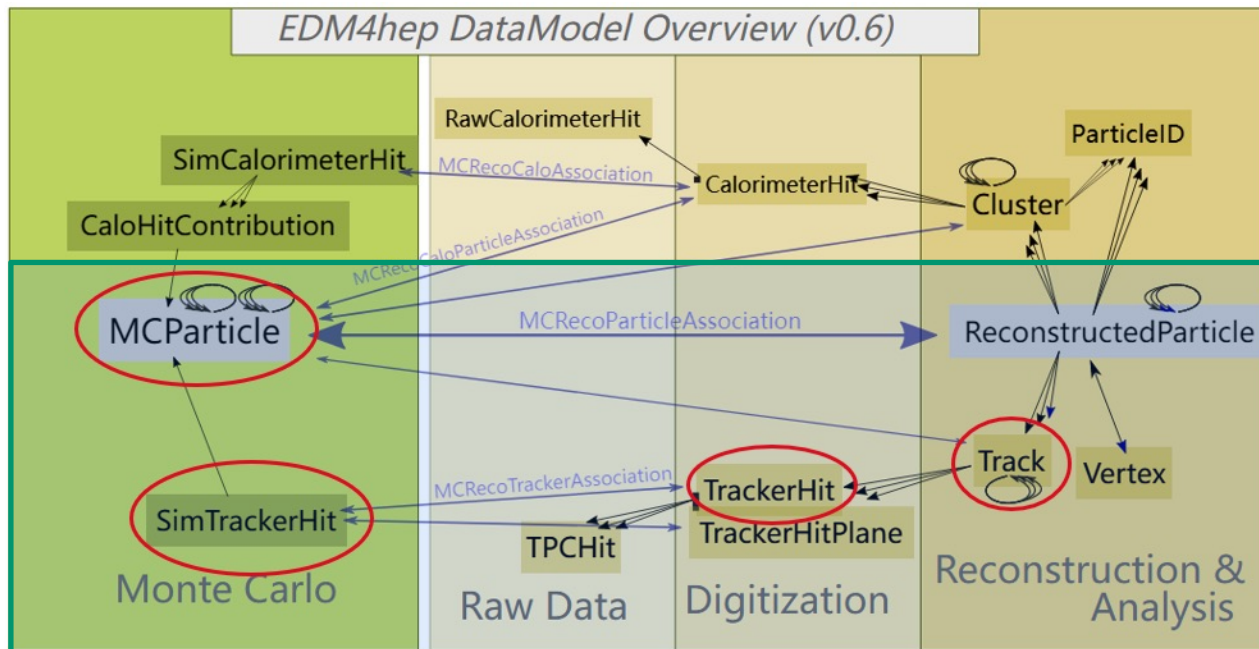 EDM4hep DataModel Overview (v0.6)
RawCalorimeterHit
ParticleID
SimCalorimeterHit
MCRecoCaloAssociation
CalorimeterHit
Cluster
CaloHitContribution
MCRecoCaloParticleAssociation
MCParticle
MCRecoParticleAssociation
ReconstructedParticle
MCRecoTrackerAssociation
TrackerHit
Track
Vertex
SimTrackerHit
TPCHit
TrackerHitPlane
Monte Carlo
Raw Data
Digitization
Reconstruction &
Analysis